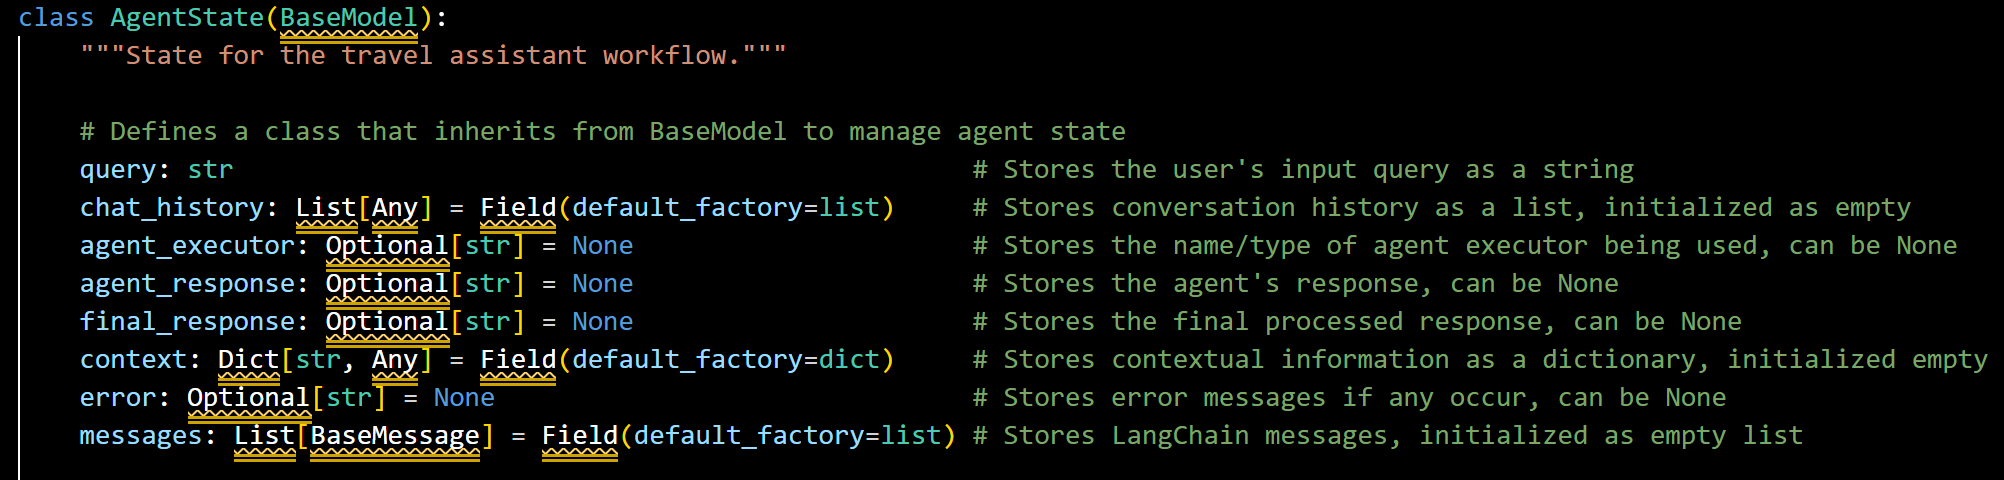 class AgentState(BaseModel):
"""State for the travel assistant workflow."""
# Defines a class that inherits from BaseModel to manage agent state
query: str # Stores the user's input query as a string
chat_history: List[Any] = Field(default_factory=list) # Stores conversation history as a list, initialized as empty
agent_executor: Optional[str] = None # Stores the name/type of agent executor being used, can be None
agent_response: Optional[str] = None # Stores the agent's response, can be None
final_response: Optional[str] = None # Stores the final processed response, can be None
context: Dict[str, Any] = Field(default_factory=dict) # Stores contextual information as a dictionary, initialized empty
error: Optional[str] = None # Stores error messages if any occur, can be None
messages: List[BaseMessage] = Field(default_factory=list) # Stores LangChain messages, initialized as empty list